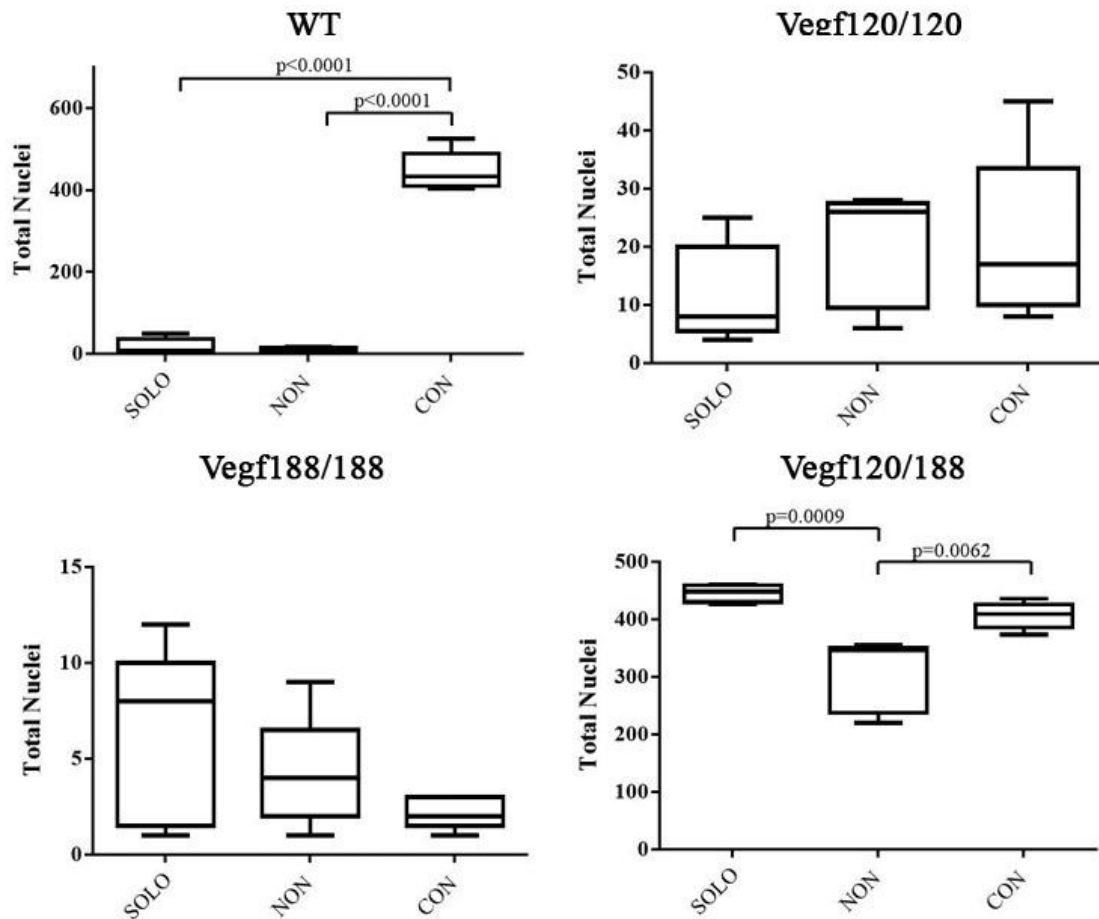 WT
p<0.0001
p<0.0001
Total Nuclei
600
400
200
0
SOLO
NON
CON
Vegf120/120
Total Nuclei
50
40
30
20
10
0
SOLO
NON
CON
Vegf188/188
Total Nuclei
15
10
5
0
SOLO
NON
CON
Vegf120/188
p=0.0009
p=0.0062
Total Nuclei
500
400
300
200
100
0
SOLO
NON
CON